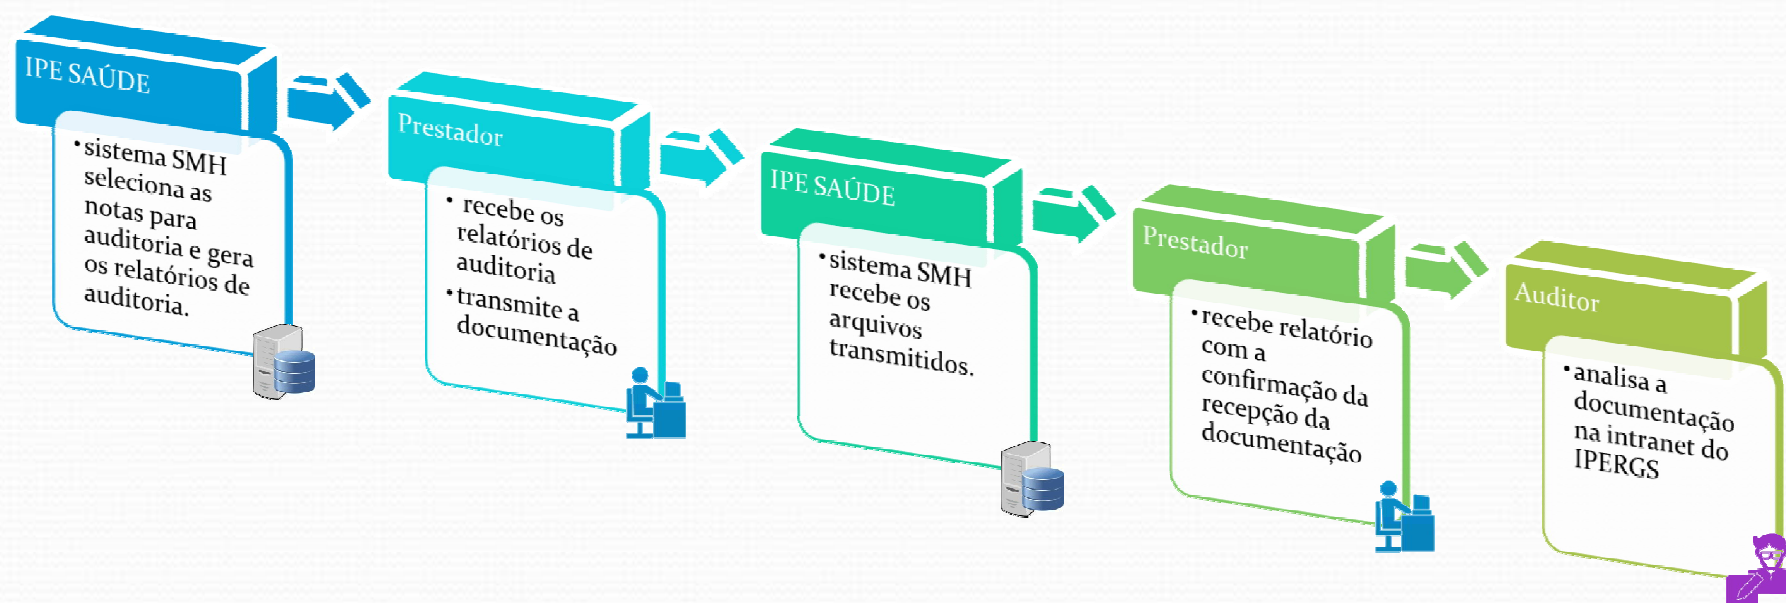 IPE SAÚDE
•sistema SMH
seleciona as
notas para
auditoria e gera
os relatórios de
auditoria.
Prestador
• recebe os
relatórios de
auditoria
•transmite a
documentação
IPE SAÚDE
•sistema SMH
recebe os
arquivos
transmitidos.
Prestador
•recebe relatório
com a
confirmação da
recepção da
documentação
Auditor
•analisa a
documentação
na intranet do
IPERGS